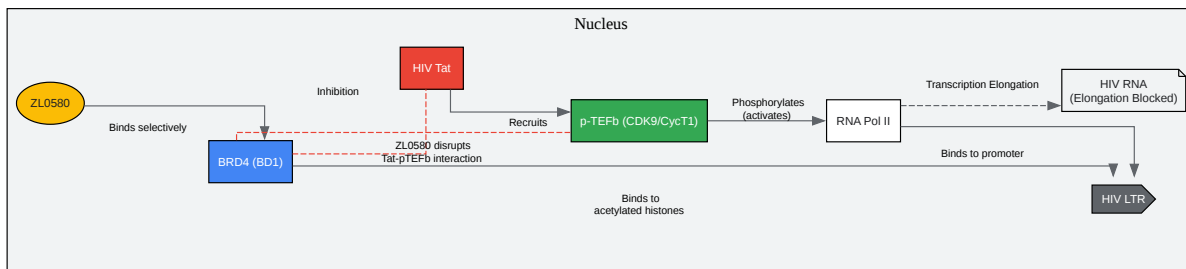 Nucleus
HIV Tat
ZL0580
Inhibition
Transcription Elongation
HIV RNA
(Elongation Blocked)
Binds selectively
Recruits
p-TEFb (CDK9/CycT1)
Phosphorylates
(activates)
RNA Pol II
BRD4 (BD1)
ZL0580 disrupts
Tat-pTEFb interaction
Binds to promoter
Binds to
acetylated histones
HIV LTR